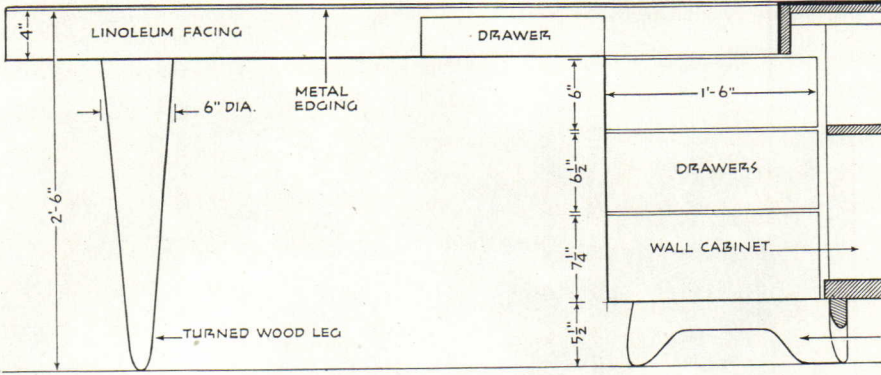 4"
LINOLEUM FACING
DRAWER
METAL
EDGING
6" DIA.
2'-6"
6"
1'-6"
6½"
DRAWERS
7¼"
WALL CABINET
5½"
TURNED WOOD LEG